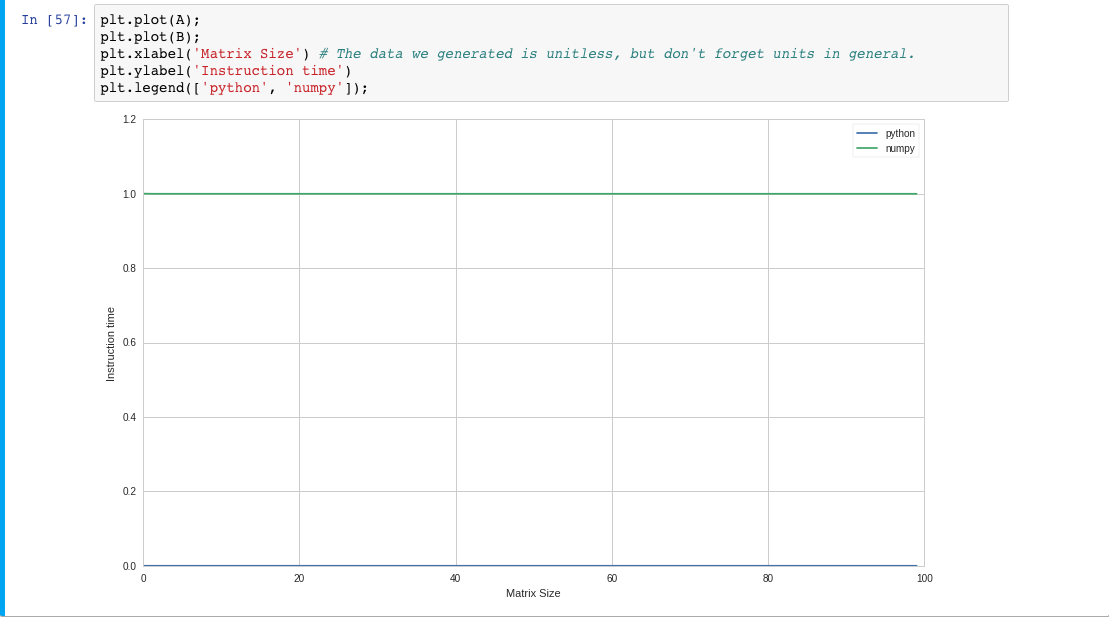 In [57]: plt.plot(A);
plt.plot(B);
plt.xlabel('Matrix Size') # The data we generated is unitless, but don't forget units in general.
plt.ylabel('Instruction time')
plt.legend(['python', 'numpy']);
1.2
python
numpy
1.0
0.8
0.6
Instruction time
0.4
0.2
0.0
0 20 40 60 80 100
Matrix Size